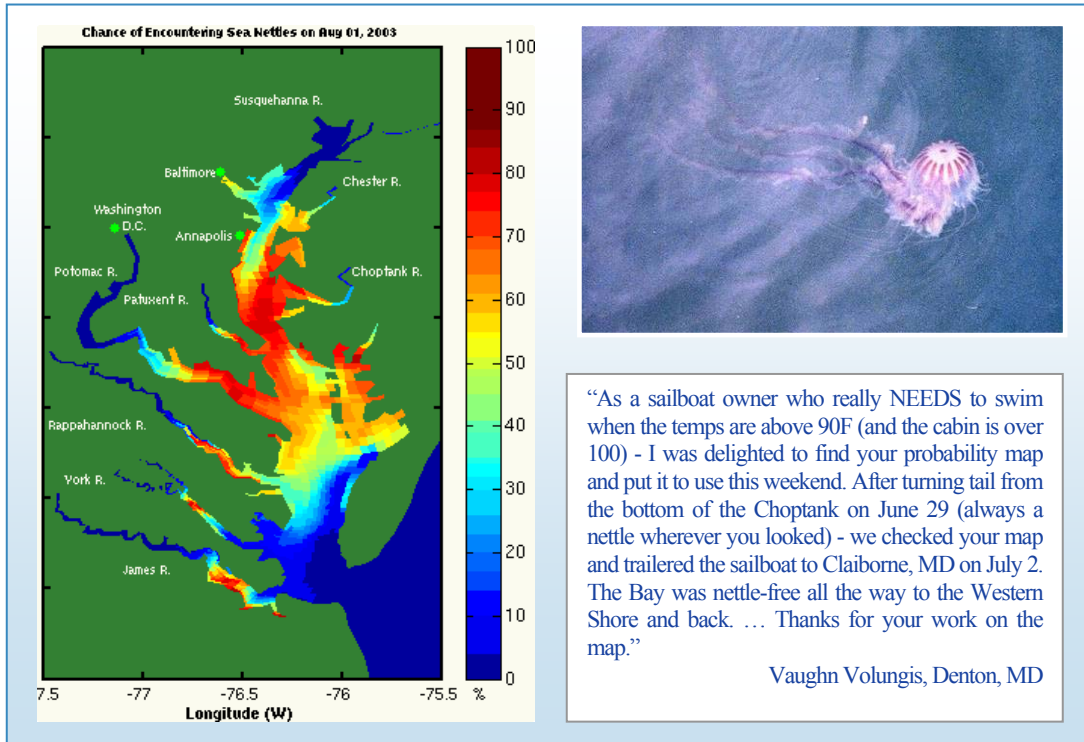 Chance of Encountering Sea Nettles on Aug 01, 2003
100
90
80
70
60
50
40
30
20
10
0
%
Susquehanna R.
Baltimore
Chester R.
Washington
D.C.
Annapolis
Potomac R.
Choptank R.
Patuxent R.
Rappahannock R.
York R.
James R.
7.5
-77
-76.5
-76
-75.5
Longitude (W)
“As a sailboat owner who really NEEDS to swim
when the temps are above 90F (and the cabin is over
100) - I was delighted to find your probability map
and put it to use this weekend. After turning tail from
the bottom of the Choptank on June 29 (always a
nettle wherever you looked) - we checked your map
and trailered the sailboat to Claiborne, MD on July 2.
The Bay was nettle-free all the way to the Western
Shore and back. … Thanks for your work on the
map.”
Vaughn Volungis, Denton, MD